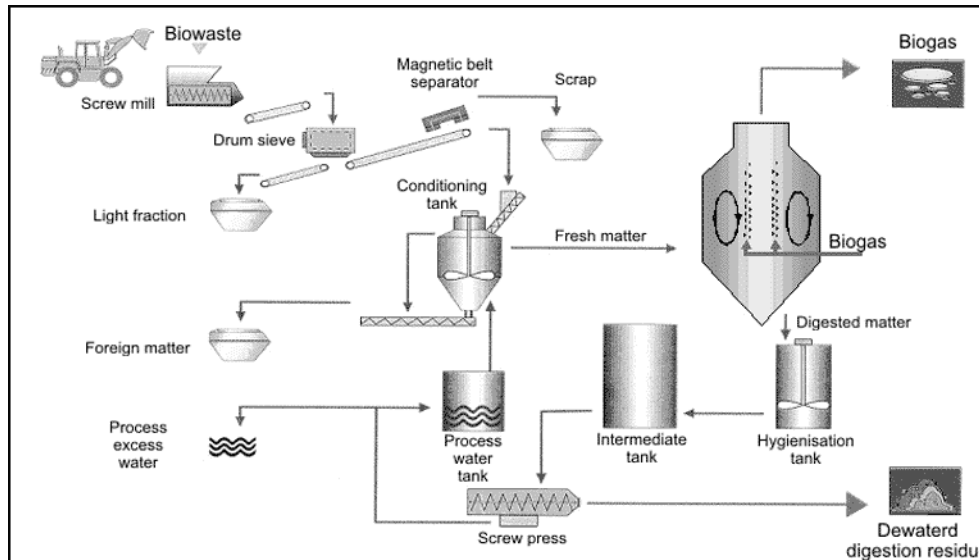 Biowaste
Screw mill
Drum sieve
Light fraction
Magnetic belt
separator
Scrap
Conditioning
tank
Fresh matter
Biogas
Biogas
Digested matter
Foreign matter
Process
excess
water
Process
water
tank
Intermediate
tank
Hygienisation
tank
Screw press
Dewaterd
digestion residu